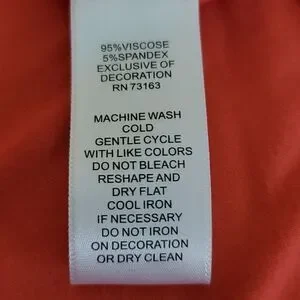 95%VISCOSE
5%SPANDEX
EXCLUSIVE OF
DECORATION
RN 73163
MACHINE WASH
COLD
GENTLE CYCLE
WITH LIKE COLORS
DO NOT BLEACH
RESHAPE AND
DRY FLAT
COOL IRON
IF NECESSARY
DO NOT IRON
ON DECORATION
OR DRY CLEAN